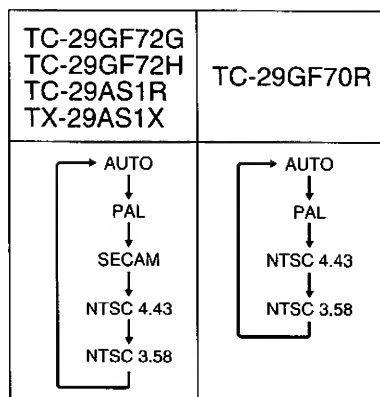 TC-29GF72G
TC-29GF72H
TC-29AS1R
TX-29AS1X
TC-29GF70R
AUTO
PAL
SECAM
NTSC 4.43
NTSC 3.58
AUTO
PAL
NTSC 4.43
NTSC 3.58